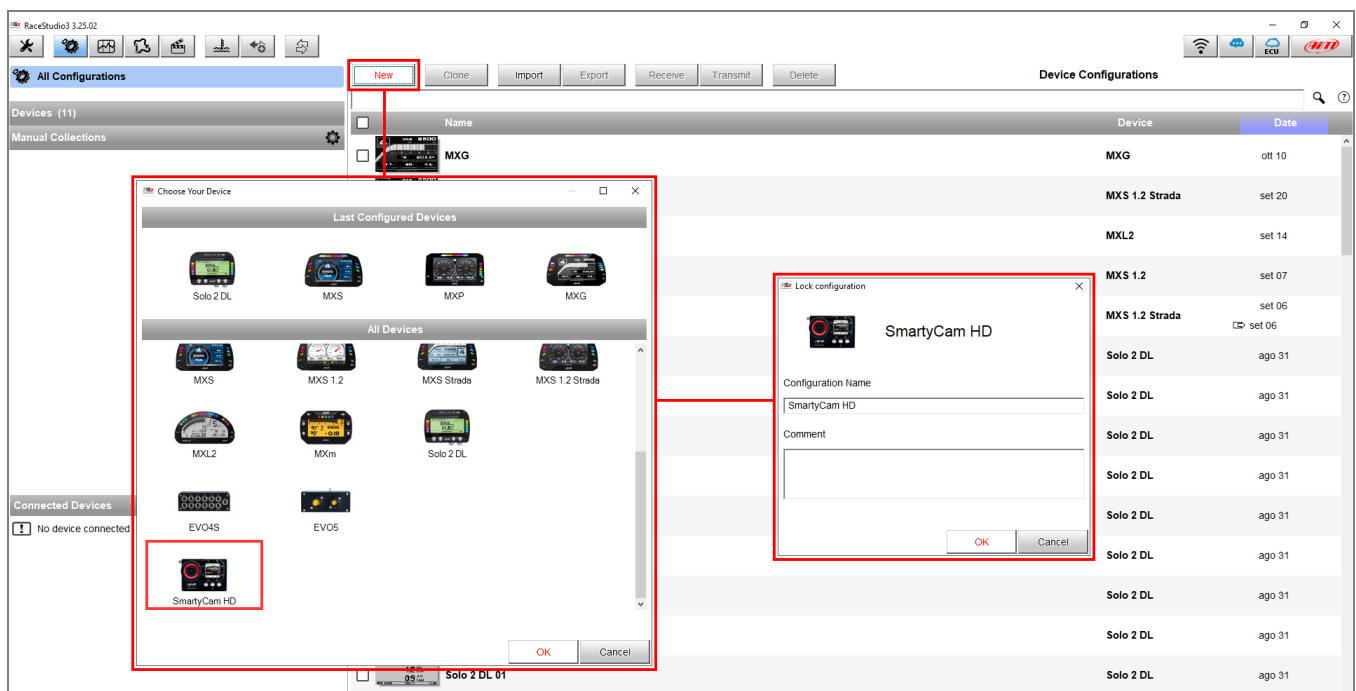 RaceStudio3 3.25.02
ECU
All Configurations
New Clone Import Export Receive Transmit Delete Device Configurations
Devices (11)
Manual Collections
Name Device Date
MXG MXG ott 10
MXS 1.2 Strada set 20
MXL2 set 14
MXS 1.2 set 07
MXS 1.2 Strada set 06
set 06
Solo 2 DL ago 31
Solo 2 DL ago 31
Solo 2 DL ago 31
Solo 2 DL ago 31
Solo 2 DL ago 31
Solo 2 DL ago 31
Solo 2 DL ago 31
Solo 2 DL ago 31
Solo 2 DL 01 Solo 2 DL ago 31
Connected Devices
No device connected
Choose Your Device
Last Configured Devices
Solo 2 DL MXS MXP MXG
All Devices
MXS MXS 1.2 MXS Strada MXS 1.2 Strada
MXL2 MXm Solo 2 DL
EVO4S EVO5
SmartyCam HD
OK Cancel
Lock configuration
SmartyCam HD
Configuration Name
SmartyCam HD
Comment
OK Cancel